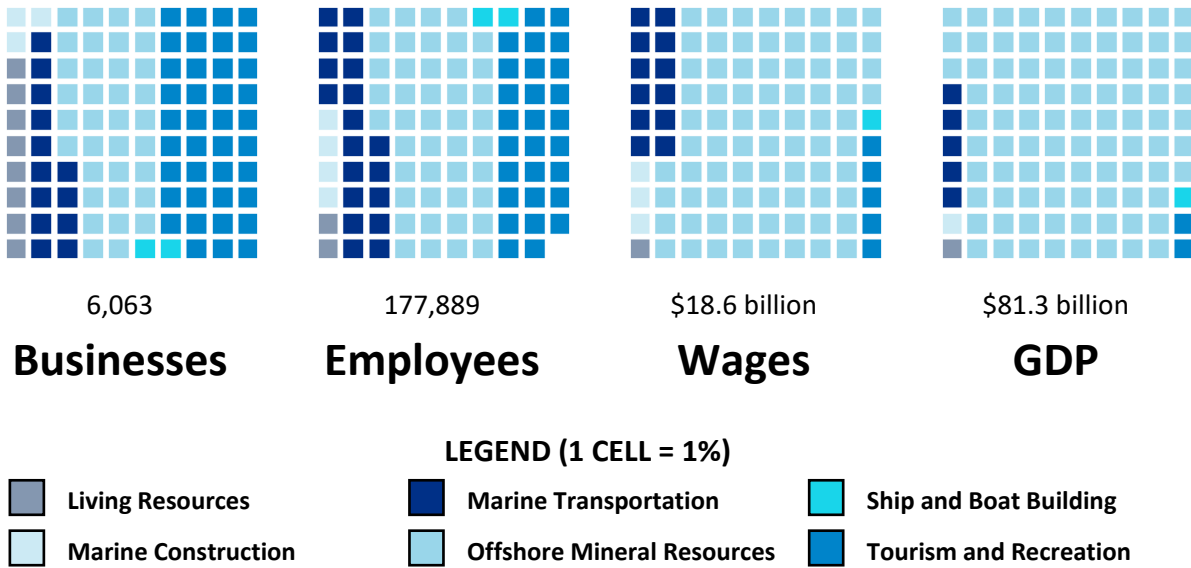 6,063
177,889
$18.6 billion
$81.3 billion
Businesses
Employees
Wages
GDP
LEGEND (1 CELL = 1%)
Living Resources
Marine Transportation
Ship and Boat Building
Marine Construction
Offshore Mineral Resources
Tourism and Recreation